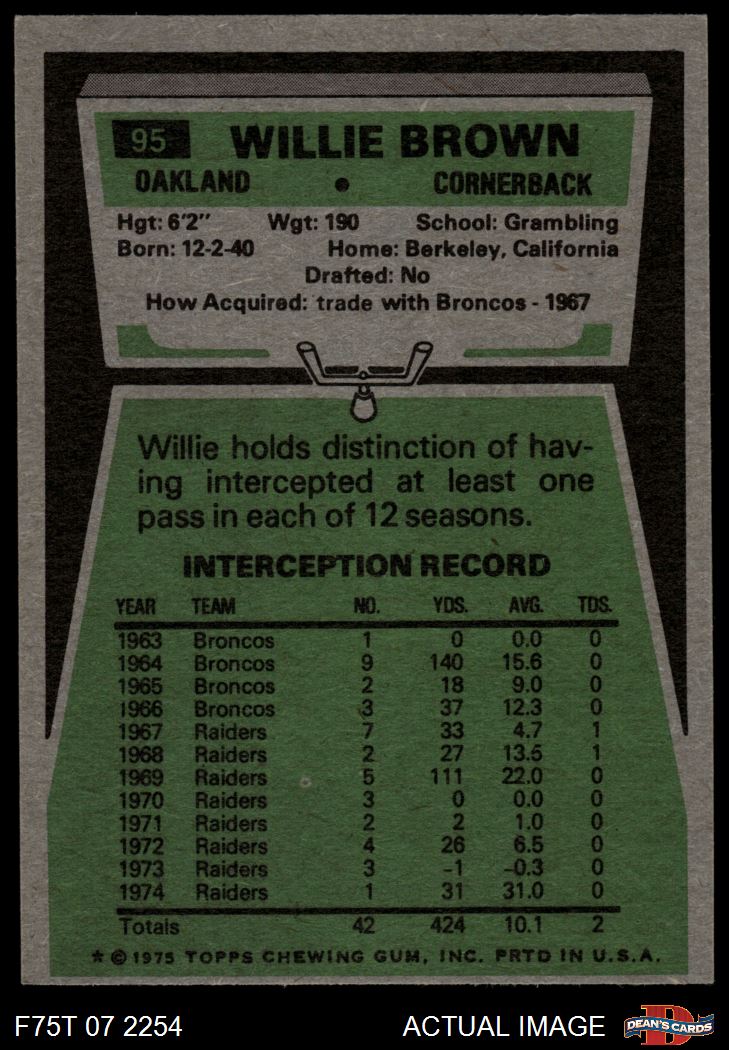 95 WILLIE BROWN
OAKLAND • CORNERBACK
Hgt: 6'2" Wgt: 190 School: Grambling
Born: 12-2-40 Home: Berkeley, California
Drafted: No
How Acquired: trade with Broncos - 1967
Willie holds distinction of hav-
ing intercepted at least one
pass in each of 12 seasons.
INTERCEPTION RECORD
YEAR TEAM NO. YDS. AVG. TDS.
1963 Broncos 1 0 0.0 0
1964 Broncos 9 140 15.6 0
1965 Broncos 2 18 9.0 0
1966 Broncos 3 37 12.3 0
1967 Raiders 7 33 4.7 1
1968 Raiders 2 27 13.5 1
1969 Raiders 5 111 22.0 0
1970 Raiders 3 0 0.0 0
1971 Raiders 2 2 1.0 0
1972 Raiders 4 26 6.5 0
1973 Raiders 3 -1 -0.3 0
1974 Raiders 1 31 31.0 0
Totals 42 424 10.1 2
* © 1975 TOPPS CHEWING GUM, INC. PRTD IN U.S.A.
F75T 07 2254 ACTUAL IMAGE D DEAN'S CARDS